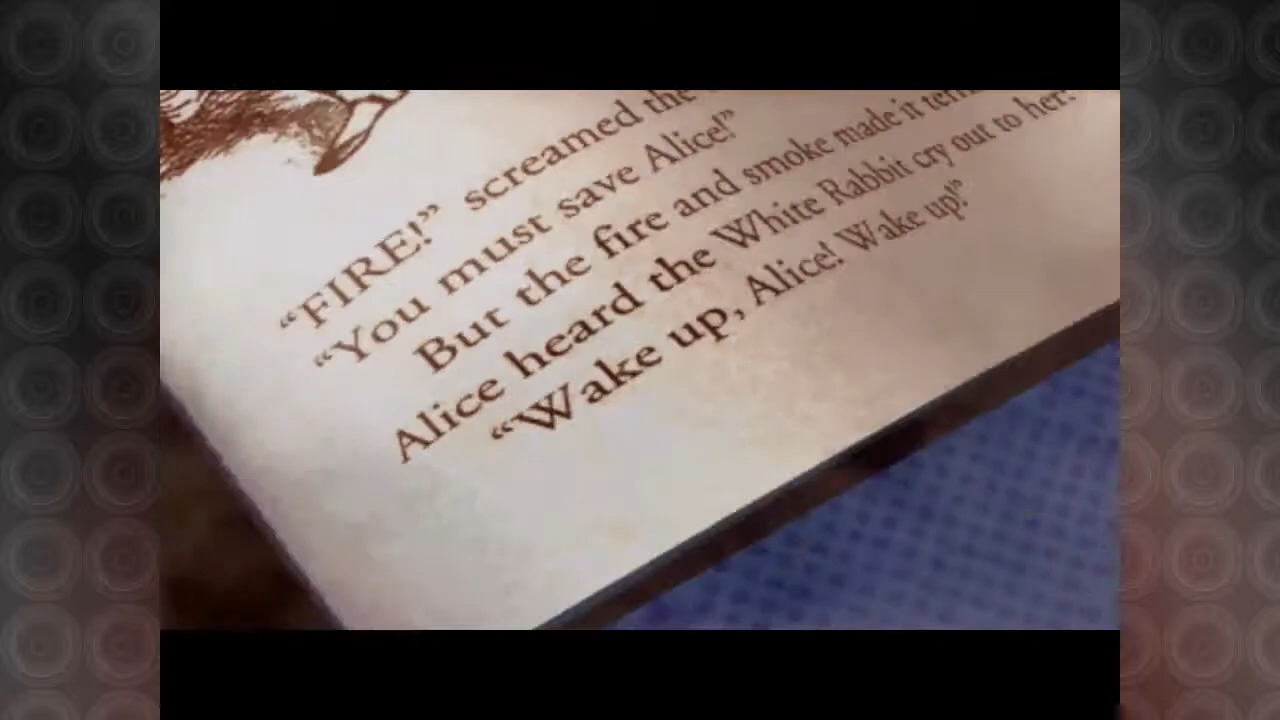 “FIRE!” screamed the
“You must save Alice!”
But the fire and smoke made it
Alice heard the White Rabbit cry out to her:
“Wake up, Alice! Wake up!”